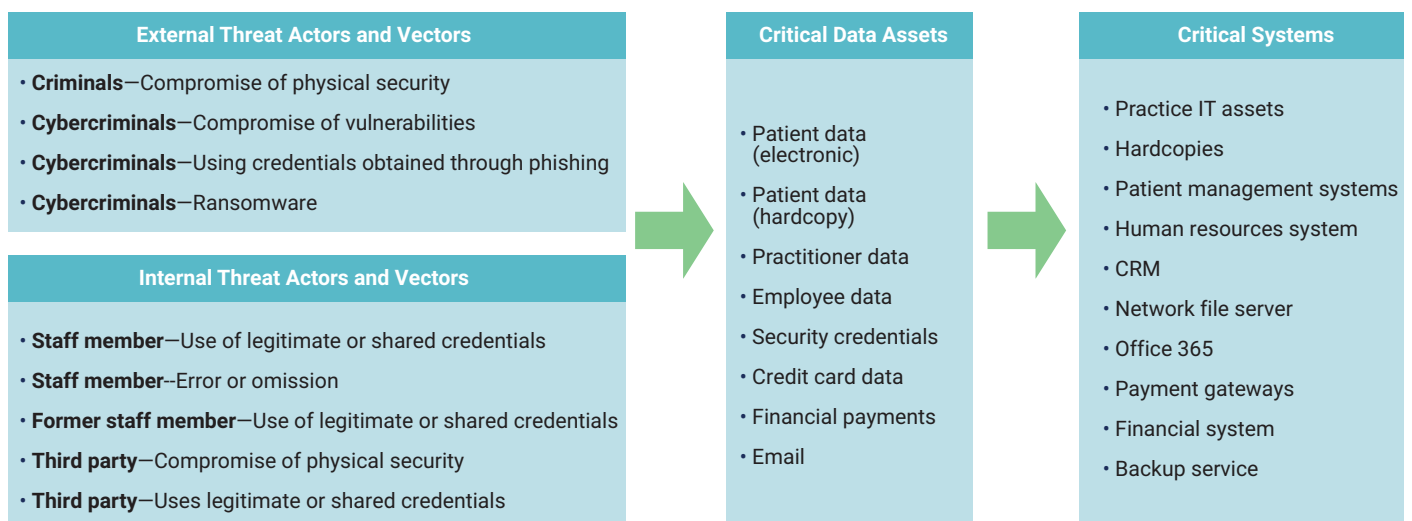 External Threat Actors and Vectors
• Criminals—Compromise of physical security
• Cybercriminals—Compromise of vulnerabilities
• Cybercriminals—Using credentials obtained through phishing
• Cybercriminals—Ransomware
Internal Threat Actors and Vectors
• Staff member—Use of legitimate or shared credentials
• Staff member--Error or omission
• Former staff member—Use of legitimate or shared credentials
• Third party—Compromise of physical security
• Third party—Uses legitimate or shared credentials
Critical Data Assets
• Patient data
(electronic)
• Patient data
(hardcopy)
• Practitioner data
• Employee data
• Security credentials
• Credit card data
• Financial payments
• Email
Critical Systems
• Practice IT assets
• Hardcopies
• Patient management systems
• Human resources system
• CRM
• Network file server
• Office 365
• Payment gateways
• Financial system
• Backup service